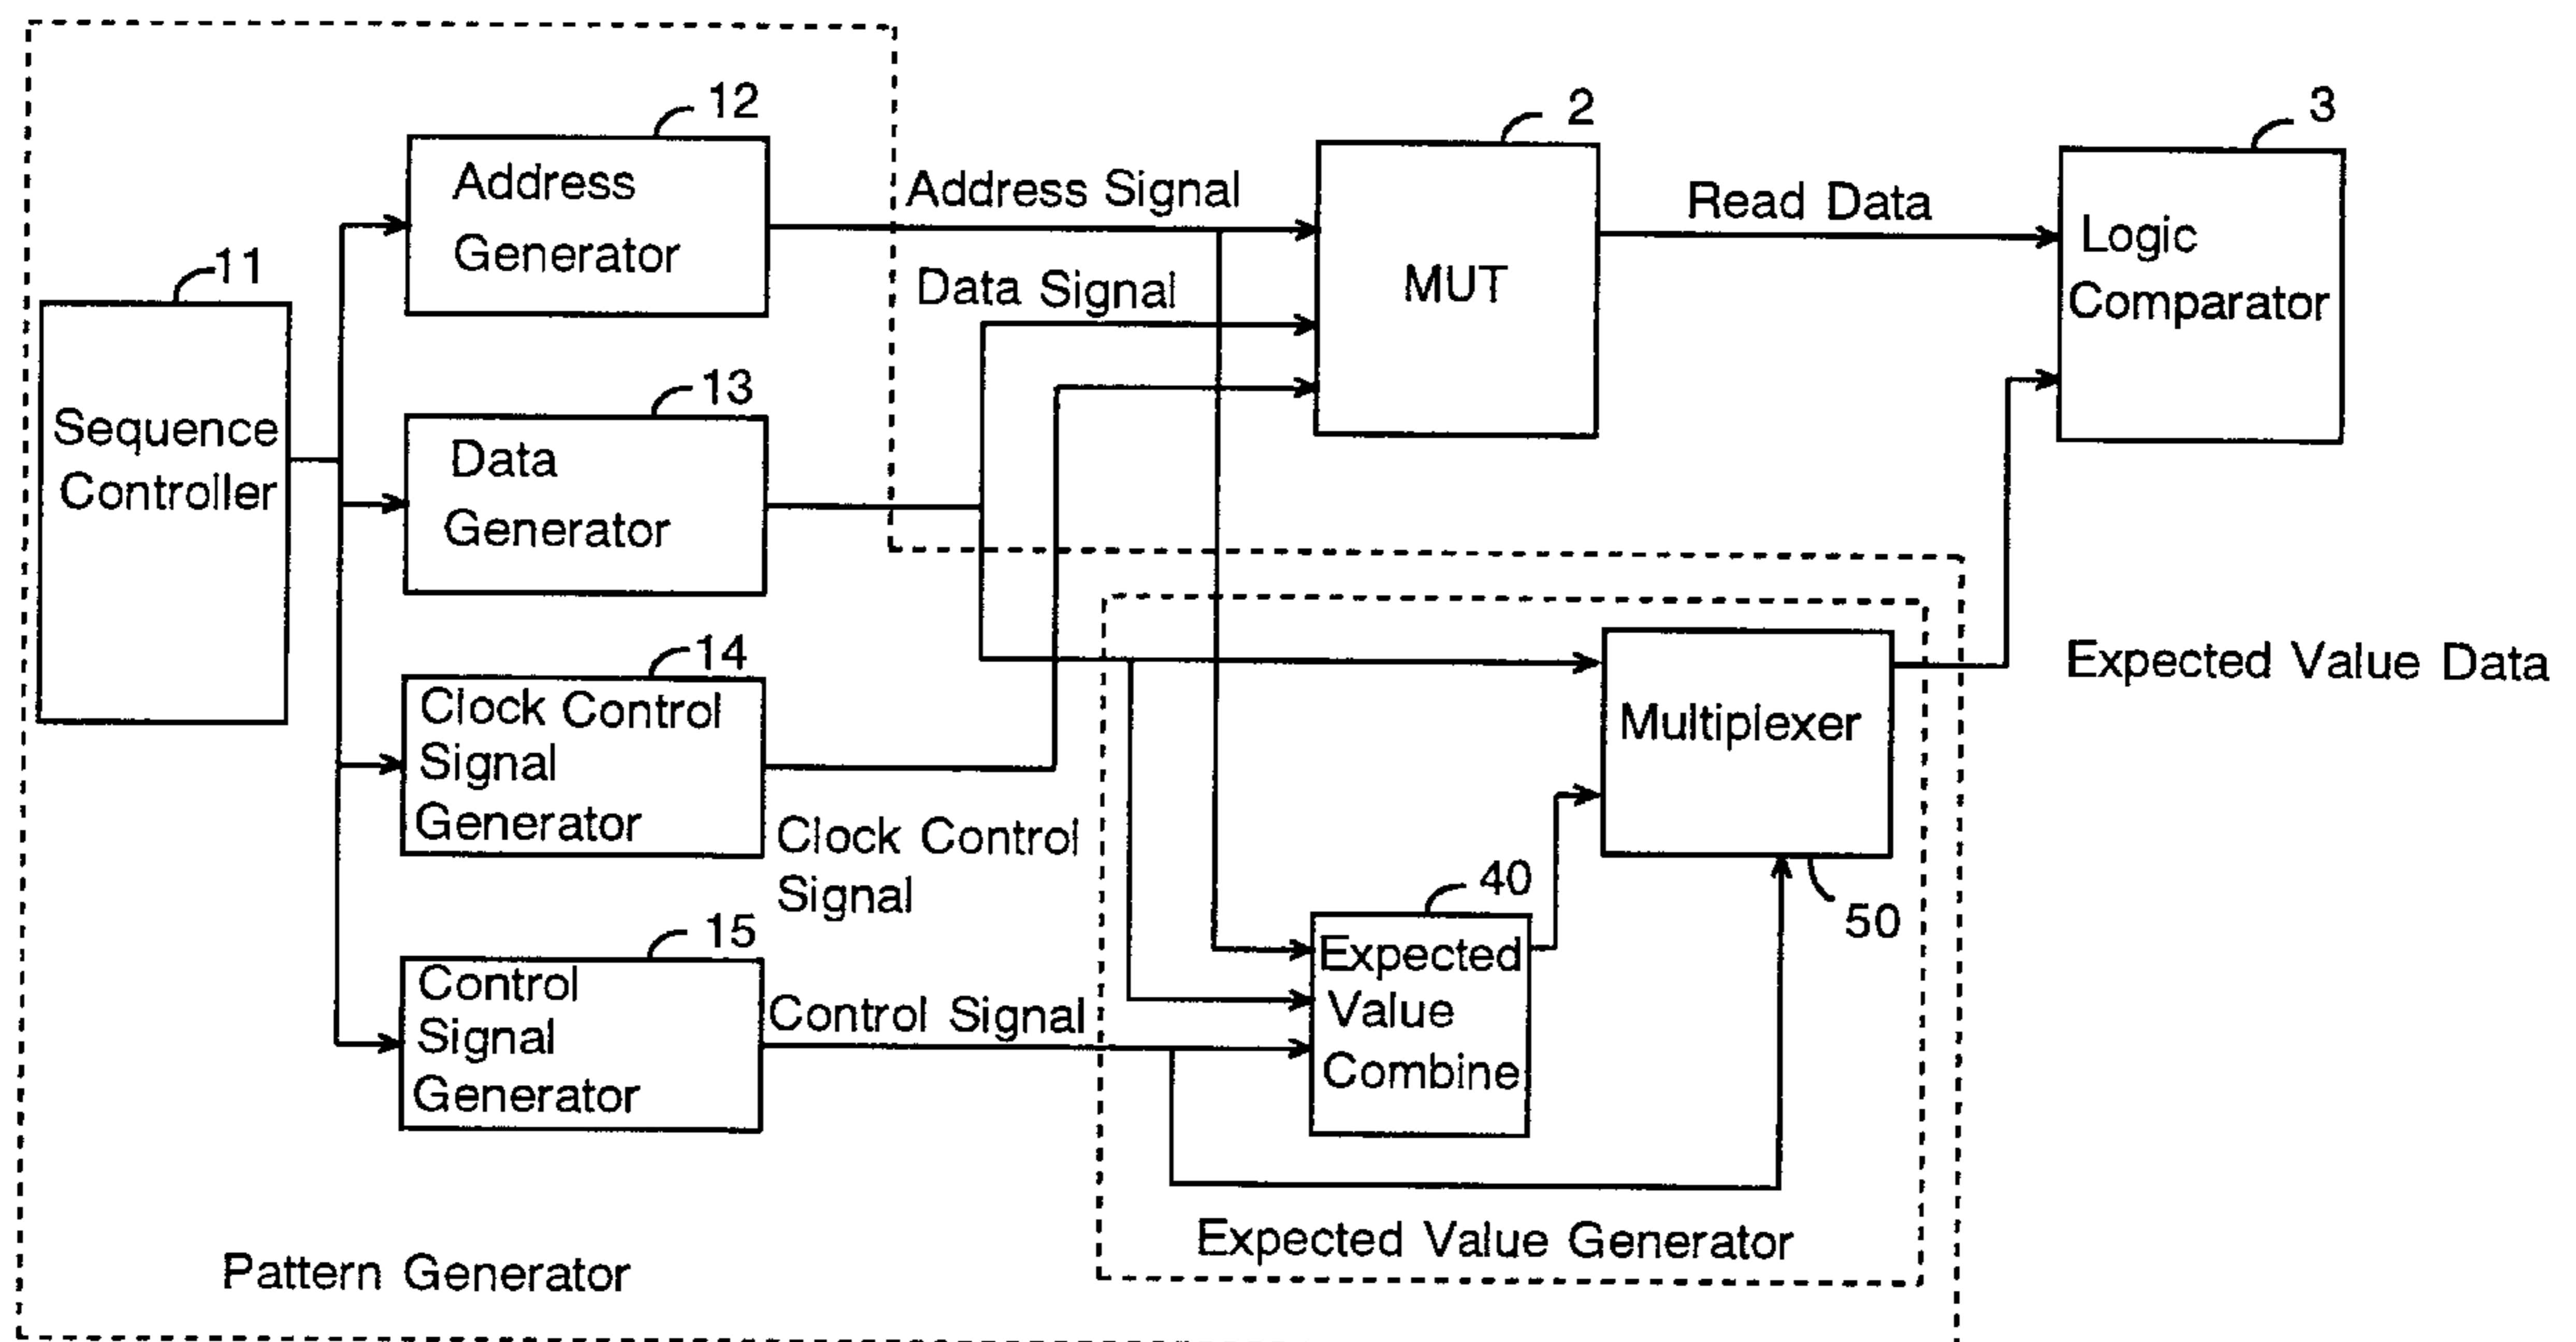 12
Address
Generator
11
Sequence
Controller
13
Data
Generator
14
Clock Control
Signal
Generator
15
Control
Signal
Generator
Address Signal
Data Signal
Clock Control
Signal
Control Signal
2
MUT
Read Data
3
Logic
Comparator
Multiplexer
50
40
Expected
Value
Combine
Expected Value Data
Expected Value Generator
Pattern Generator